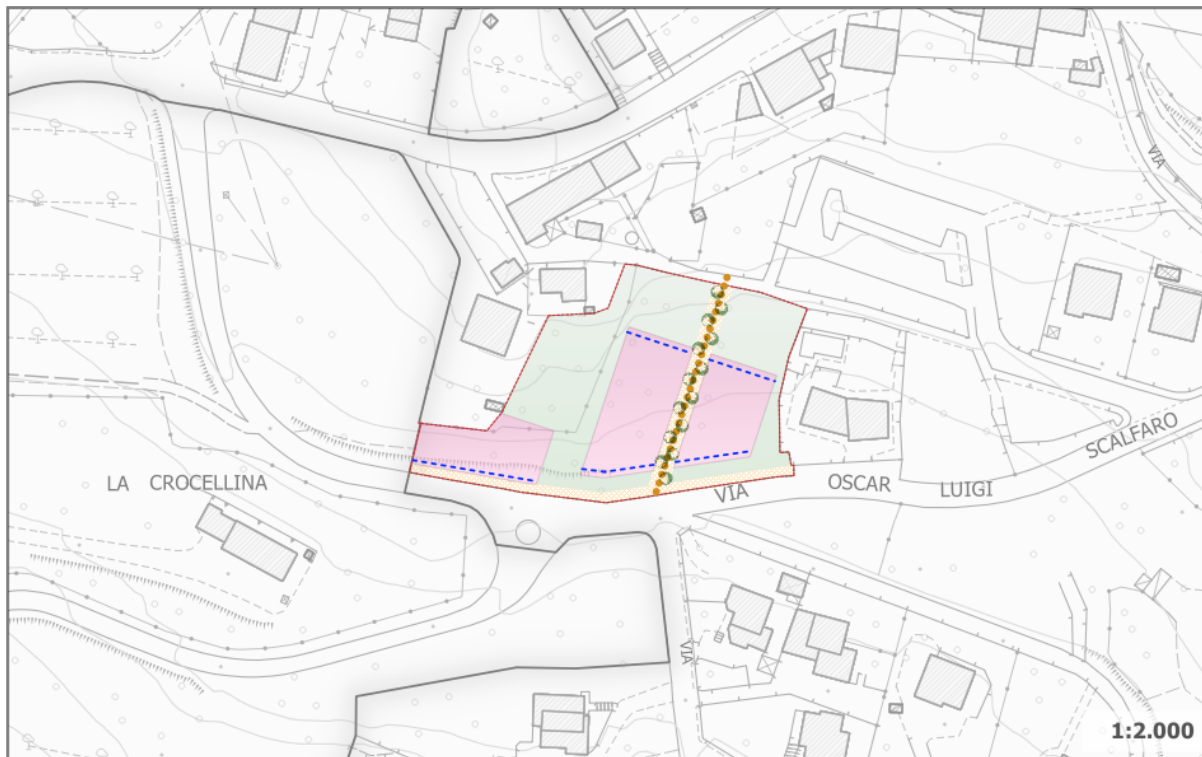 VIA
SCALFARO
LA CROCELLINA
VIA OSCAR LUIGI
VIA
1:2.000